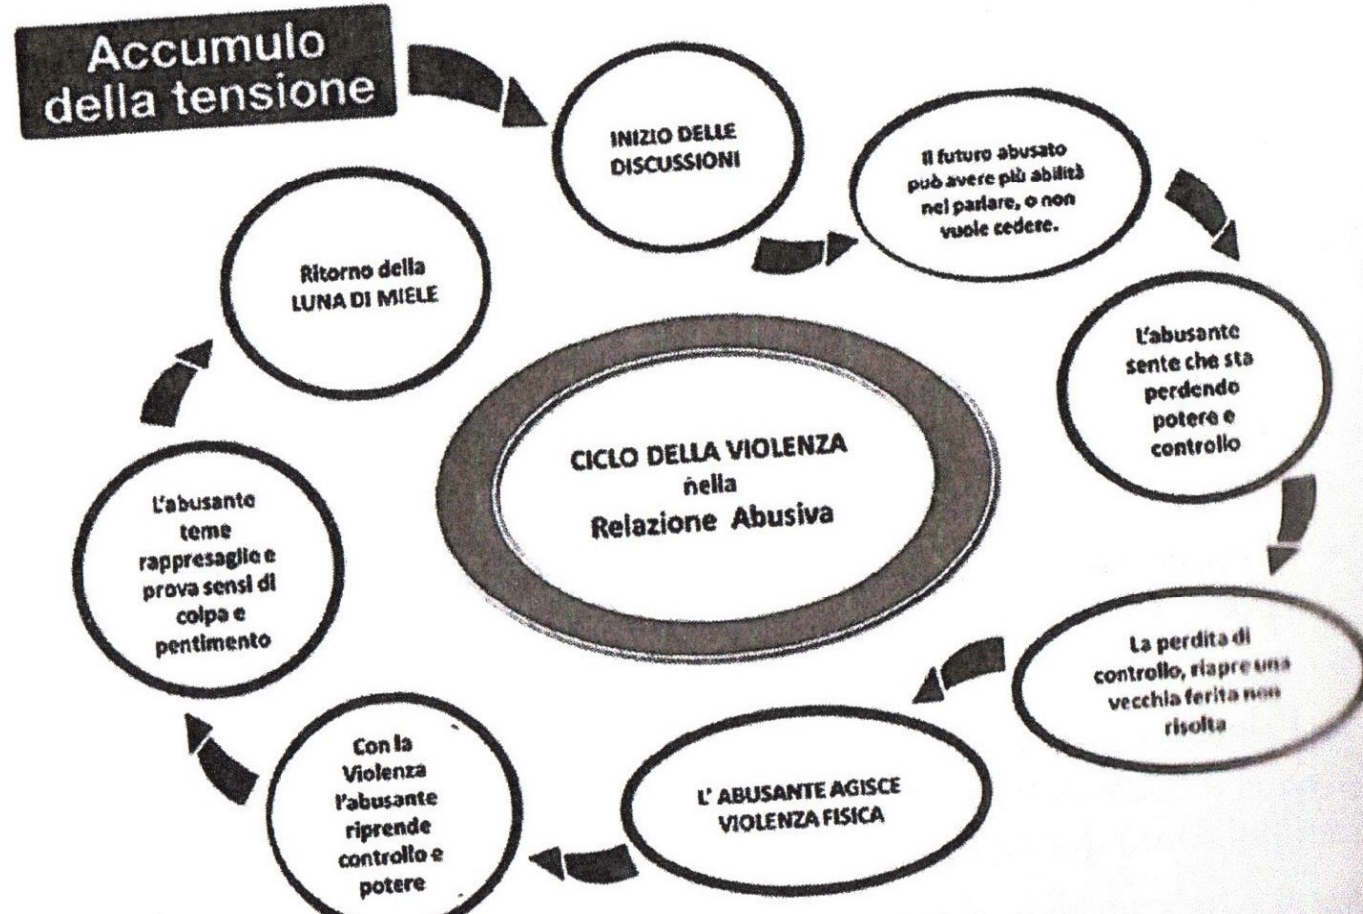 Accumulo
della tensione
INIZIO DELLE
DISCUSSIONI
Il futuro abusato
può avere più abilità
nel parlare, o non
vuole cedere.
L'abusante
sente che sta
perdendo
potere e
controllo
La perdita di
controllo, riapre una
vecchia ferita non
risolta
L' ABUSANTE AGISCE
VIOLENZA FISICA
Con la
Violenza
l'abusante
riprende
controllo e
potere
L'abusante
teme
rappresaglie e
prova sensi di
colpa e
pentimento
Ritorno della
LUNA DI MIELE
CICLO DELLA VIOLENZA
nella
Relazione Abusiva